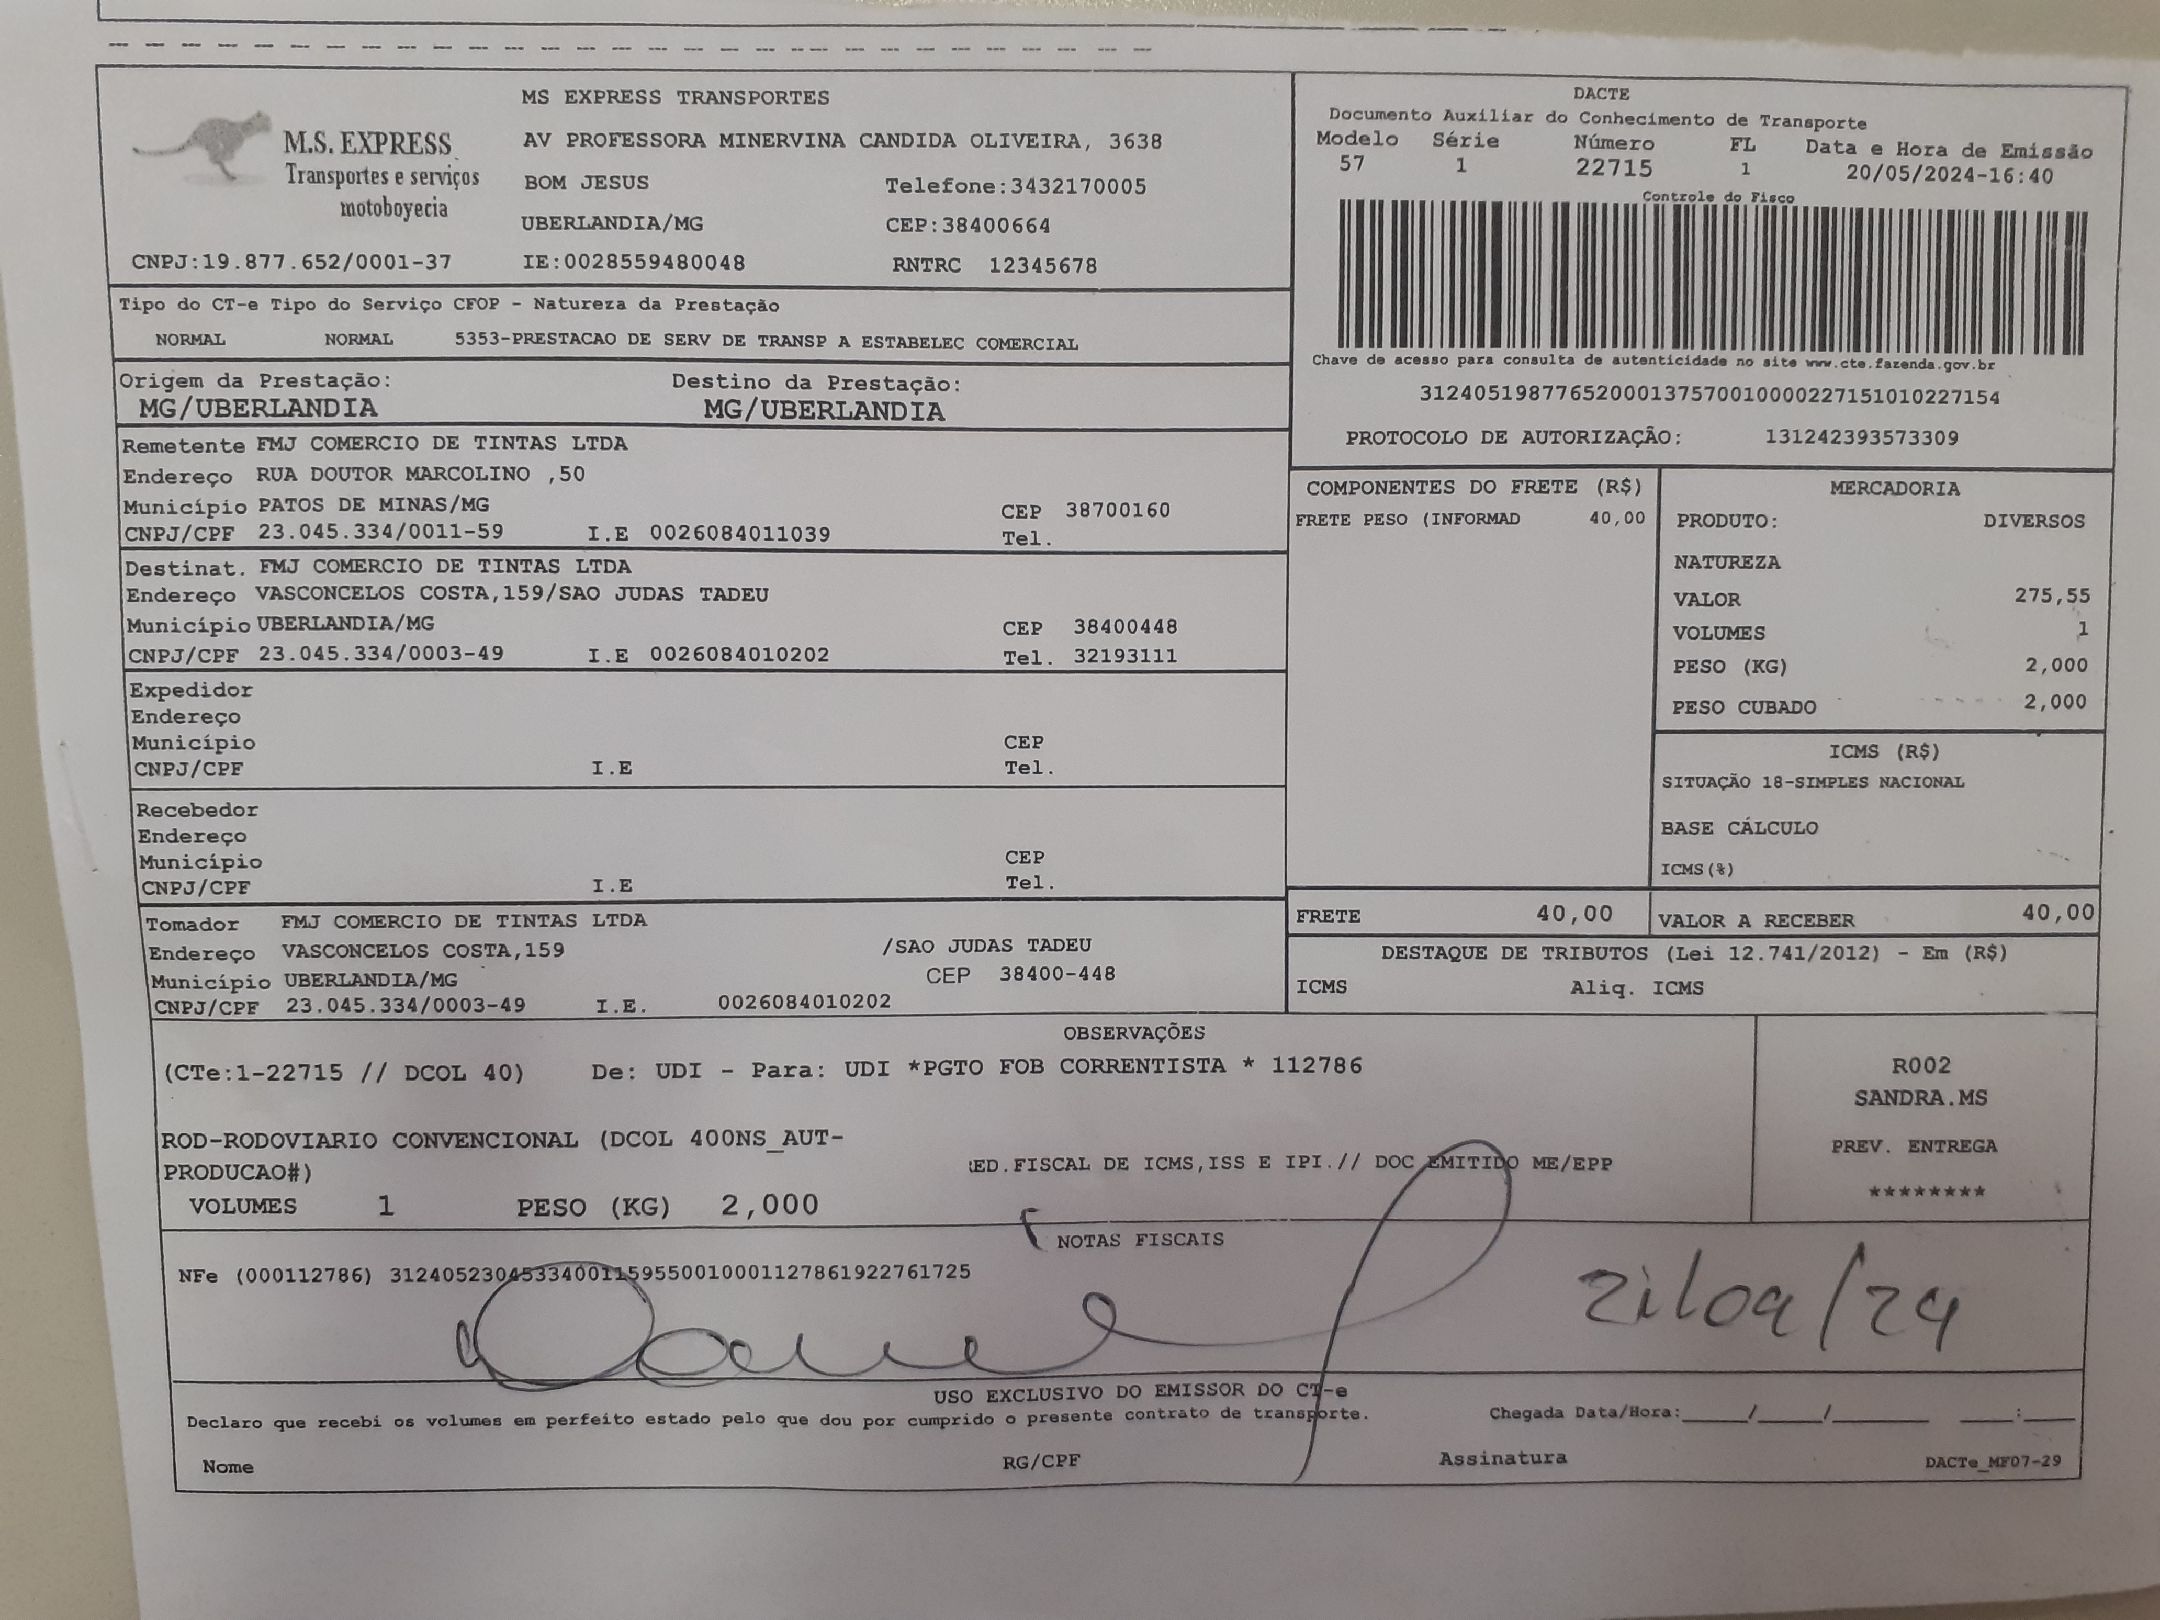 M.S. EXPRESS
Transportes e serviços
motoboyecia
CNPJ:19.877.652/0001-37
MS EXPRESS TRANSPORTES
AV PROFESSORA MINERVINA CANDIDA OLIVEIRA, 3638
BOM JESUS Telefone:3432170005
UBERLANDIA/MG CEP:38400664
IE:0028559480048 RNTRC 12345678
DACTE
Documento Auxiliar do Conhecimento de Transporte
Modelo Série Número FL Data e Hora de Emissão
57 1 22715 1 20/05/2024-16:40
Controle do Fisco
Chave de acesso para consulta de autenticidade no site www.cte.fazenda.gov.br
31240519877652000137570010000227151010227154
PROTOCOLO DE AUTORIZAÇÃO: 131242393573309
Tipo do CT-e Tipo do Serviço CFOP - Natureza da Prestação
NORMAL NORMAL 5353-PRESTACAO DE SERV DE TRANSP A ESTABELEC COMERCIAL
Origem da Prestação: Destino da Prestação:
MG/UBERLANDIA MG/UBERLANDIA
Remetente FMJ COMERCIO DE TINTAS LTDA
Endereço RUA DOUTOR MARCOLINO ,50
Município PATOS DE MINAS/MG CEP 38700160
CNPJ/CPF 23.045.334/0011-59 I.E 0026084011039 Tel.
Destinat. FMJ COMERCIO DE TINTAS LTDA
Endereço VASCONCELOS COSTA,159/SAO JUDAS TADEU
Município UBERLANDIA/MG CEP 38400448
CNPJ/CPF 23.045.334/0003-49 I.E 0026084010202 Tel. 32193111
Expedidor
Endereço
Município CEP
CNPJ/CPF I.E Tel.
Recebedor
Endereço
Município CEP
CNPJ/CPF I.E Tel.
Tomador FMJ COMERCIO DE TINTAS LTDA
Endereço VASCONCELOS COSTA,159 /SAO JUDAS TADEU
Município UBERLANDIA/MG CEP 38400-448
CNPJ/CPF 23.045.334/0003-49 I.E. 0026084010202
COMPONENTES DO FRETE (R$)
FRETE PESO (INFORMAD 40,00
MERCADORIA
PRODUTO: DIVERSOS
NATUREZA
VALOR 275,55
VOLUMES 1
PESO (KG) 2,000
PESO CUBADO 2,000
ICMS (R$)
SITUAÇÃO 18-SIMPLES NACIONAL
BASE CÁLCULO
ICMS(%)
FRETE 40,00 VALOR A RECEBER 40,00
DESTAQUE DE TRIBUTOS (Lei 12.741/2012) - Em (R$)
ICMS Aliq. ICMS
OBSERVAÇÕES
(CTe:1-22715 // DCOL 40) De: UDI - Para: UDI *PGTO FOB CORRENTISTA * 112786
ROD-RODOVIARIO CONVENCIONAL (DCOL 400NS_AUT-
PRODUCAO#)
ED.FISCAL DE ICMS,ISS E IPI.// DOC EMITIDO ME/EPP
VOLUMES 1 PESO (KG) 2,000
R002
SANDRA.MS
PREV. ENTREGA
********
NOTAS FISCAIS
NFe (000112786) 31240523045334001159550010001127861922761725
USO EXCLUSIVO DO EMISSOR DO CT-e
Declaro que recebi os volumes em perfeito estado pelo que dou por cumprido o presente contrato de transporte. Chegada Data/Hora:____/____/______ ___:___
Nome RG/CPF Assinatura DACTe_MF07-29